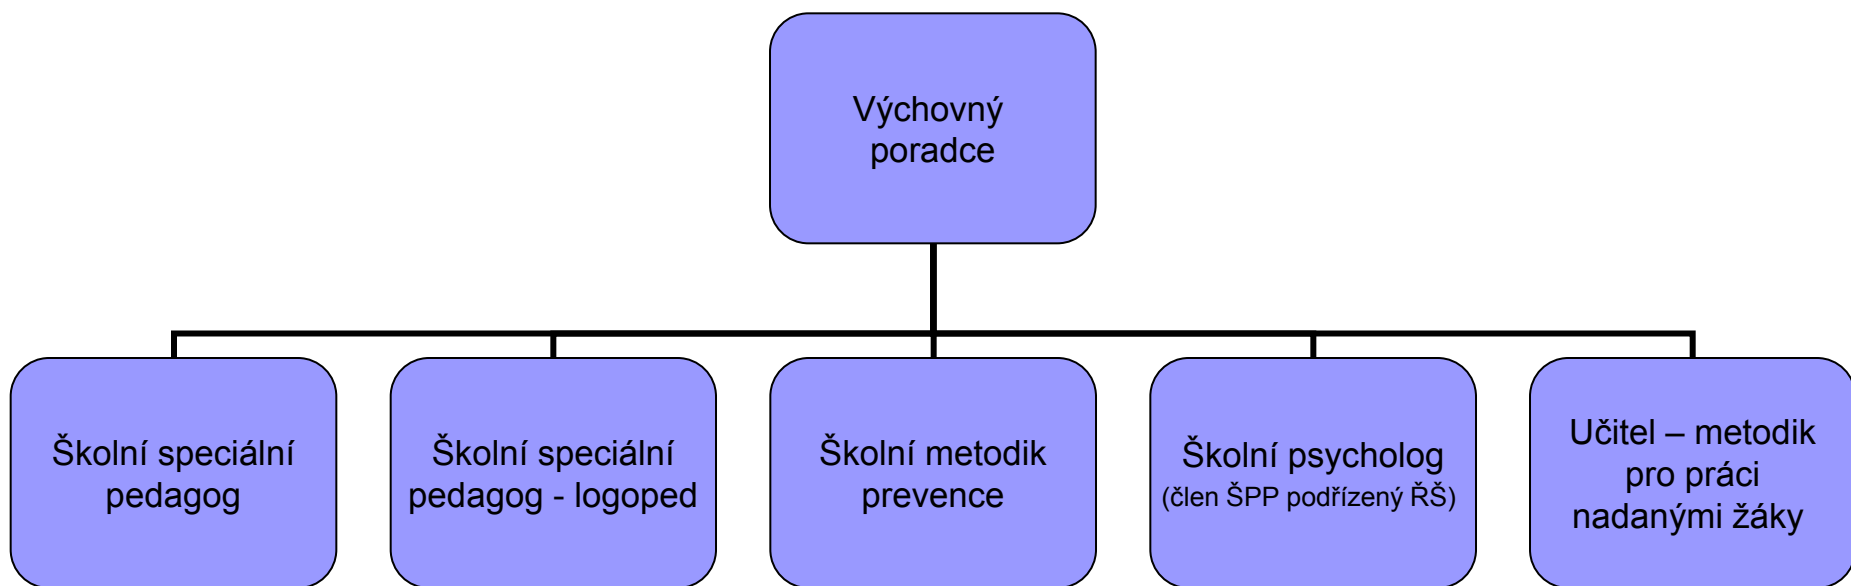 Výchovný
poradce
Školní speciální
pedagog
Školní speciální
pedagog - logoped
Školní metodik
prevence
Školní psycholog
(člen ŠPP podřízený ŘŠ)
Učitel – metodik
pro práci
nadanými žáky